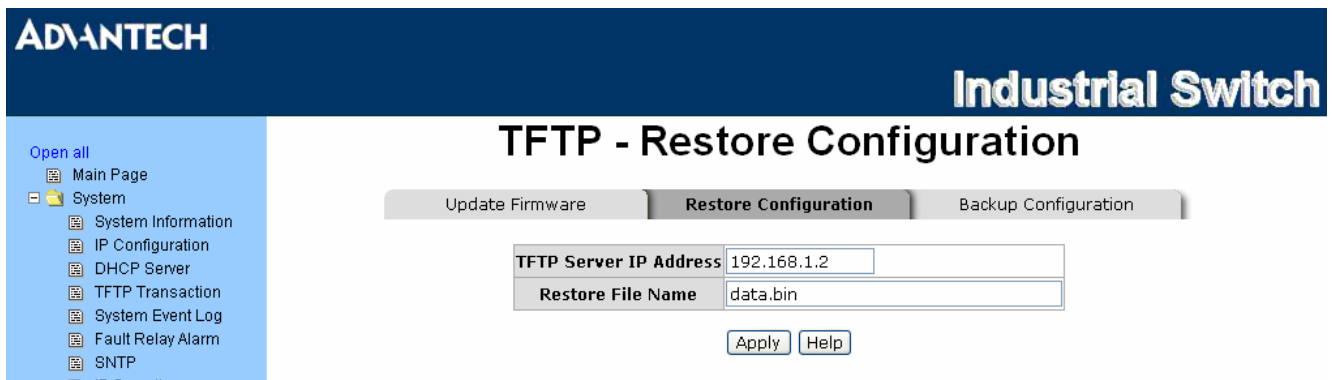 ADVANTECH
Industrial Switch
Open all
Main Page
System
System Information
IP Configuration
DHCP Server
TFTP Transaction
System Event Log
Fault Relay Alarm
SNTP
TFTP - Restore Configuration
Update Firmware
Restore Configuration
Backup Configuration
TFTP Server IP Address 192.168.1.2
Restore File Name data.bin
Apply Help